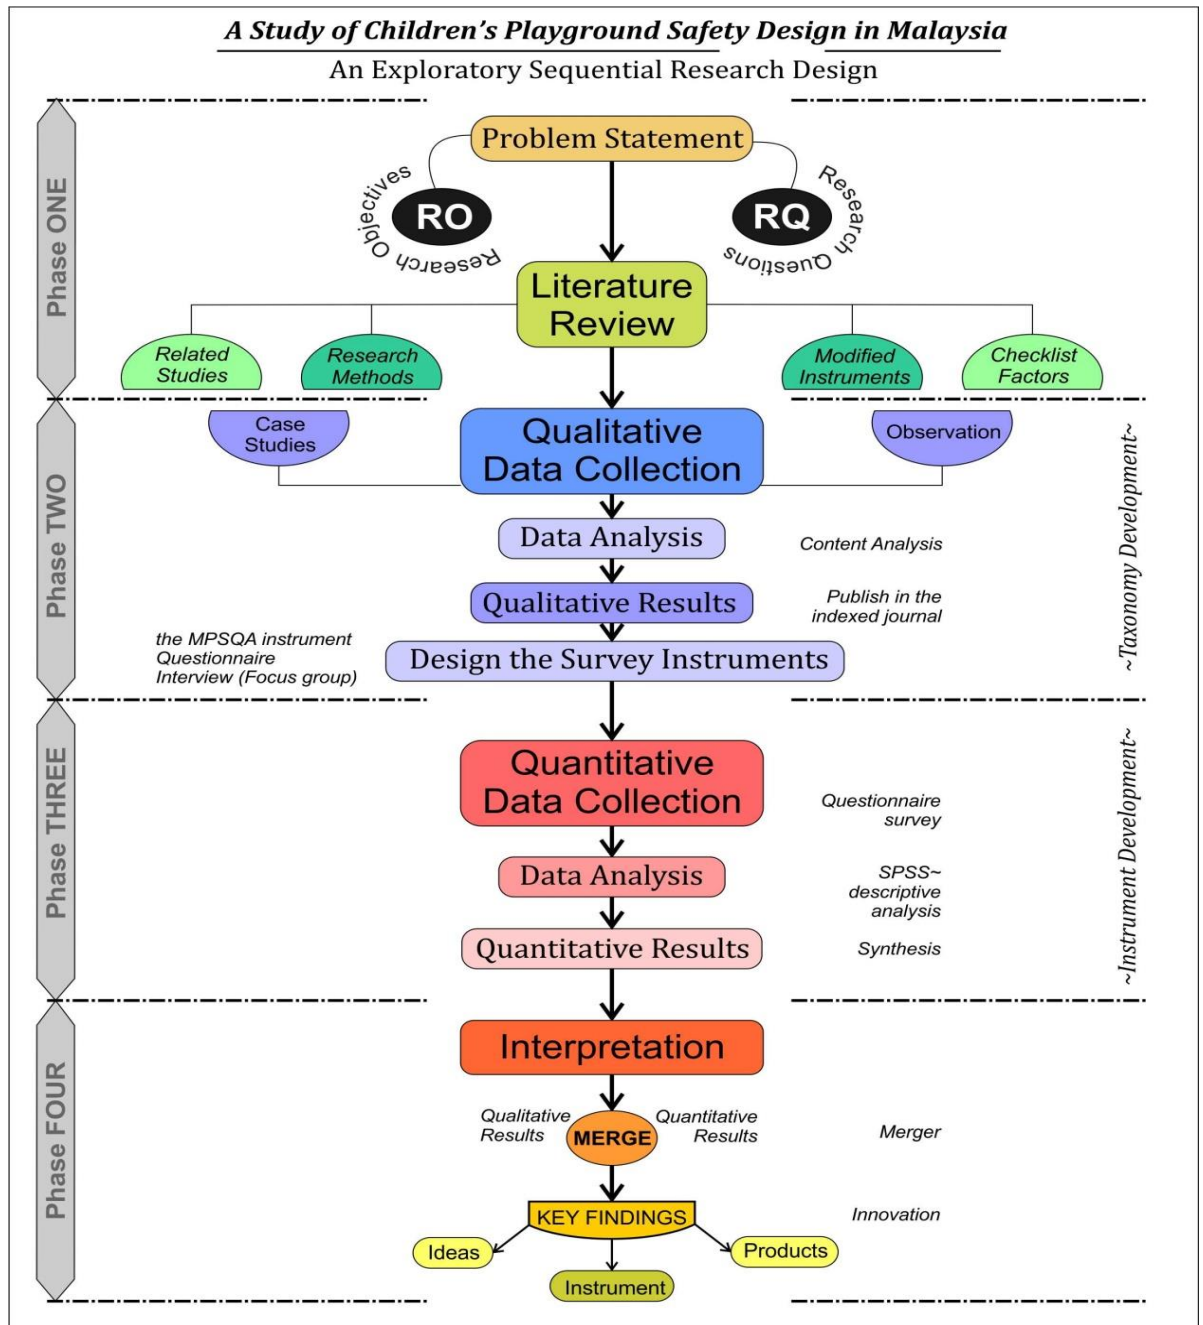 A Study of Children's Playground Safety Design in Malaysia
An Exploratory Sequential Research Design
Phase ONE
Problem Statement
RO
Research Objectives
RQ
Research Questions
Literature
Review
Related
Studies
Research
Methods
Modified
Instruments
Checklist
Factors
Phase TWO
~Taxonomy Development~
Case
Studies
Qualitative
Data Collection
Observation
Data Analysis
Content Analysis
Qualitative Results
Publish in the
indexed journal
the MPSQA instrument
Questionnaire
Interview (Focus group)
Design the Survey Instruments
Phase THREE
~Instrument Development~
Quantitative
Data Collection
Questionnaire
survey
Data Analysis
SPSS~
descriptive
analysis
Quantitative Results
Synthesis
Phase FOUR
Interpretation
Qualitative
Results
MERGE
Quantitative
Results
Merger
KEY FINDINGS
Innovation
Ideas
Products
Instrument